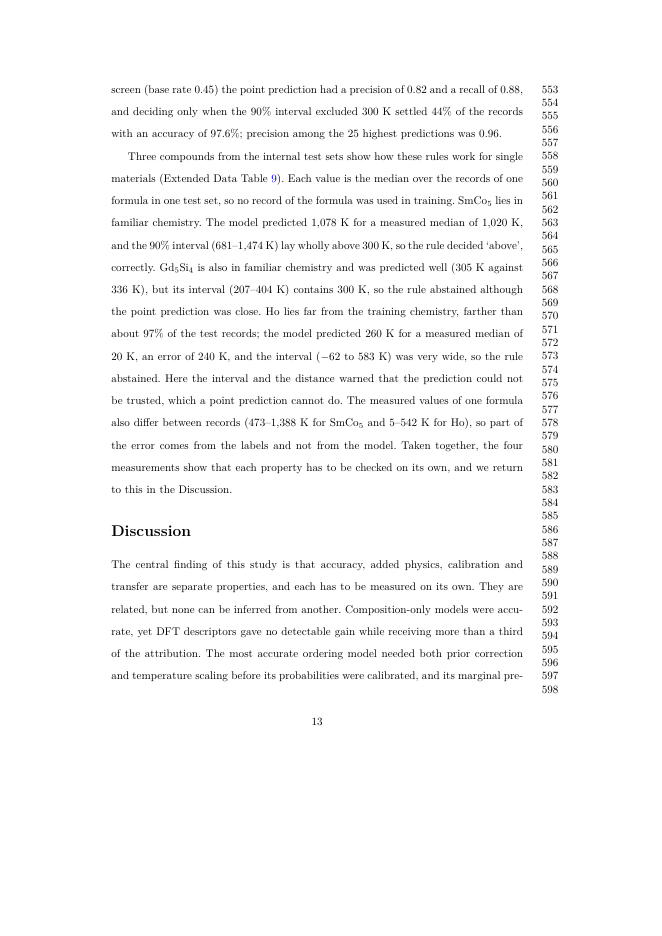 screen (base rate 0.45) the point prediction had a precision of 0.82 and a recall of 0.88,
and deciding only when the 90% interval excluded 300 K settled 44% of the records
with an accuracy of 97.6%; precision among the 25 highest predictions was 0.96.
Three compounds from the internal test sets show how these rules work for single
materials (Extended Data Table 9). Each value is the median over the records of one
formula in one test set, so no record of the formula was used in training. SmCo₅ lies in
familiar chemistry. The model predicted 1,078 K for a measured median of 1,020 K,
and the 90% interval (681–1,474 K) lay wholly above 300 K, so the rule decided ‘above’,
correctly. Gd₅Si₄ is also in familiar chemistry and was predicted well (305 K against
336 K), but its interval (207–404 K) contains 300 K, so the rule abstained although
the point prediction was close. Ho lies far from the training chemistry, farther than
about 97% of the test records; the model predicted 260 K for a measured median of
20 K, an error of 240 K, and the interval (−62 to 583 K) was very wide, so the rule
abstained. Here the interval and the distance warned that the prediction could not
be trusted, which a point prediction cannot do. The measured values of one formula
also differ between records (473–1,388 K for SmCo₅ and 5–542 K for Ho), so part of
the error comes from the labels and not from the model. Taken together, the four
measurements show that each property has to be checked on its own, and we return
to this in the Discussion.
Discussion
The central finding of this study is that accuracy, added physics, calibration and
transfer are separate properties, and each has to be measured on its own. They are
related, but none can be inferred from another. Composition-only models were accu-
rate, yet DFT descriptors gave no detectable gain while receiving more than a third
of the attribution. The most accurate ordering model needed both prior correction
and temperature scaling before its probabilities were calibrated, and its marginal pre-
553
554
555
556
557
558
559
560
561
562
563
564
565
566
567
568
569
570
571
572
573
574
575
576
577
578
579
580
581
582
583
584
585
586
587
588
589
590
591
592
593
594
595
596
597
598
13